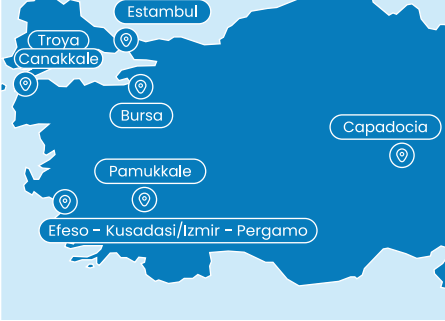 Estambul
Troya
Canakkale
Bursa
Capadocia
Pamukkale
Efeso - Kusadasi/Izmir - Pergamo